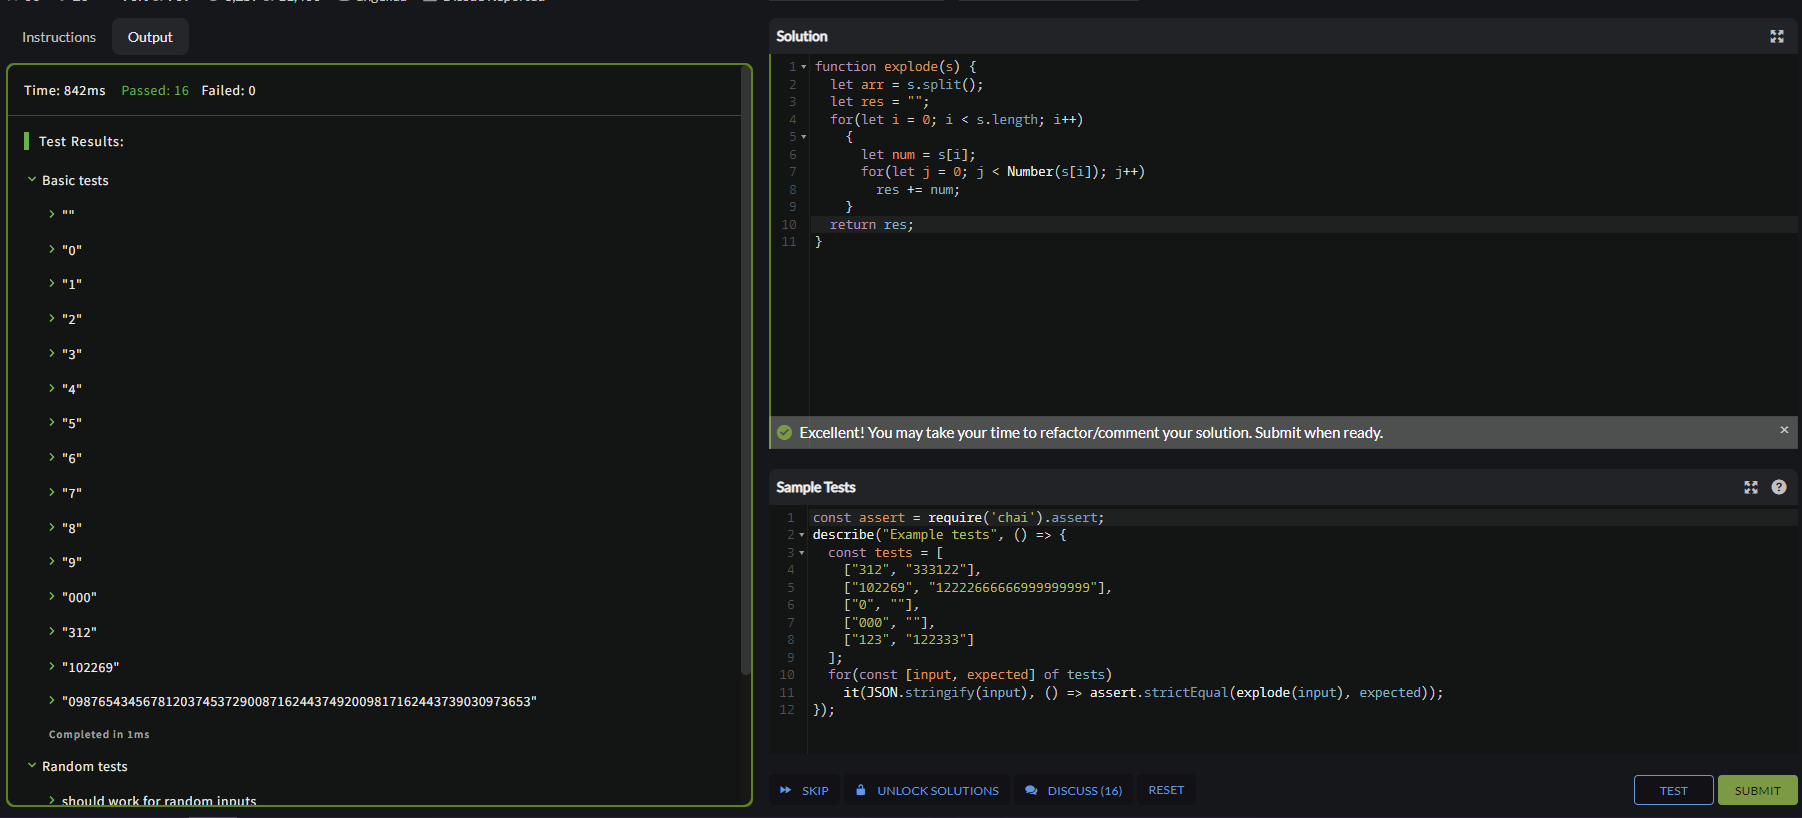 Instructions
Output
Time: 842ms Passed: 16 Failed: 0
Test Results:
Basic tests
""
"0"
"1"
"2"
"3"
"4"
"5"
"6"
"7"
"8"
"9"
"000"
"312"
"102269"
"0987654345678120374537290087162443749200981716244373903097​3653"
Completed in 1ms
Random tests
should work for random inputs
Solution
1 function explode(s) {
2 let arr = s.split();
3 let res = "";
4 for(let i = 0; i < s.length; i++)
5 {
6 let num = s[i];
7 for(let j = 0; j < Number(s[i]); j++)
8 res += num;
9 }
10 return res;
11 }
Excellent! You may take your time to refactor/comment your solution. Submit when ready.
Sample Tests
1 const assert = require('chai').assert;
2 describe("Example tests", () => {
3 const tests = [
4 ["312", "333122"],
5 ["102269", "12222666666999999999"],
6 ["0", ""],
7 ["000", ""],
8 ["123", "122333"]
9 ];
10 for(const [input, expected] of tests)
11 it(JSON.stringify(input), () => assert.strictEqual(explode(input), expected));
12 });
SKIP
UNLOCK SOLUTIONS
DISCUSS (16)
RESET
TEST
SUBMIT